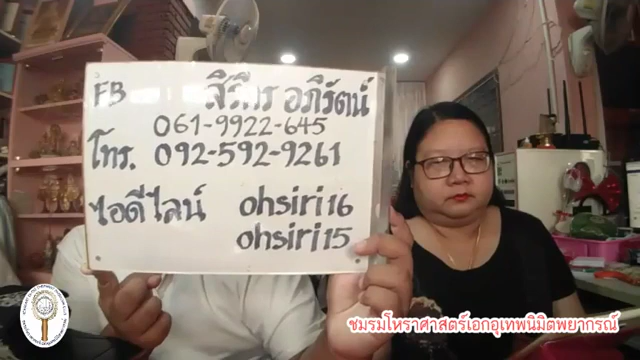 FB สิริกร อภิรัตน์
061-9922-645
โทร. 092-592-9261
ไอดีไลน์ ohsiri16
ohsiri15
ชมรมโหราศาสตร์เอกอุเทพนิมิตพยากรณ์